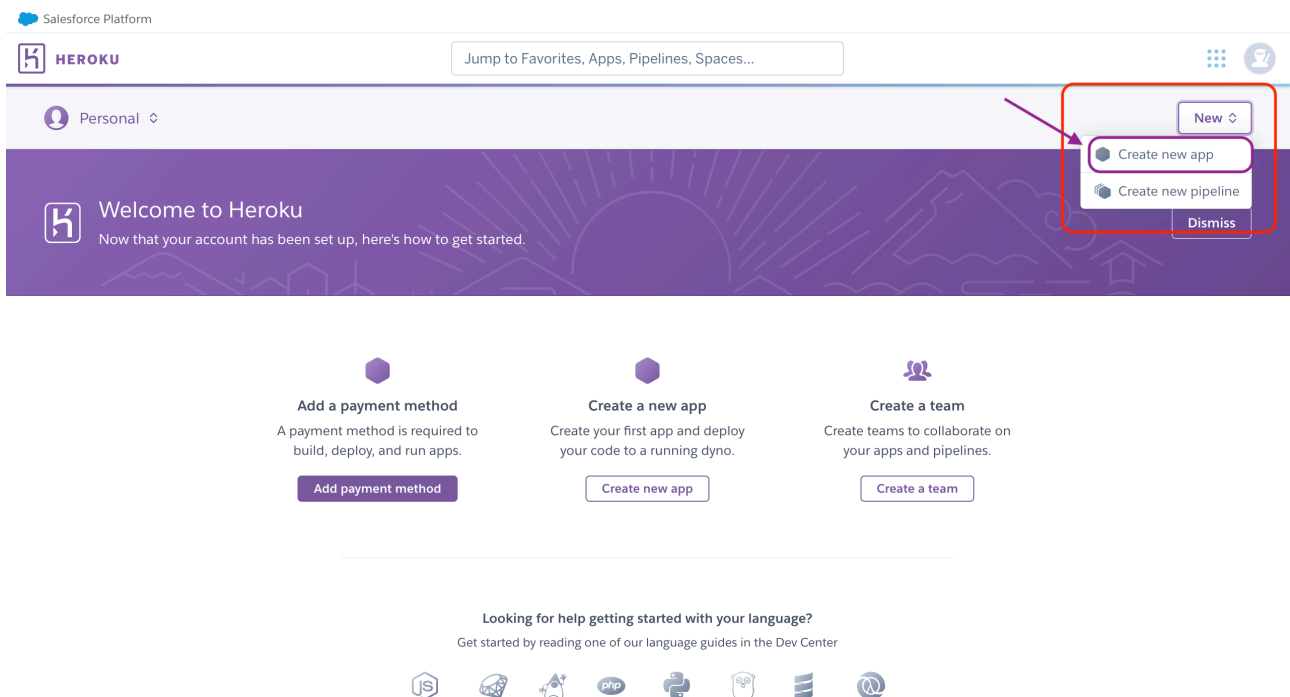 Salesforce Platform
HEROKU
Jump to Favorites, Apps, Pipelines, Spaces...
Personal
New
Create new app
Create new pipeline
Welcome to Heroku
Now that your account has been set up, here's how to get started.
Dismiss
Add a payment method
A payment method is required to
build, deploy, and run apps.
Add payment method
Create a new app
Create your first app and deploy
your code to a running dyno.
Create new app
Create a team
Create teams to collaborate on
your apps and pipelines.
Create a team
Looking for help getting started with your language?
Get started by reading one of our language guides in the Dev Center
JS
php